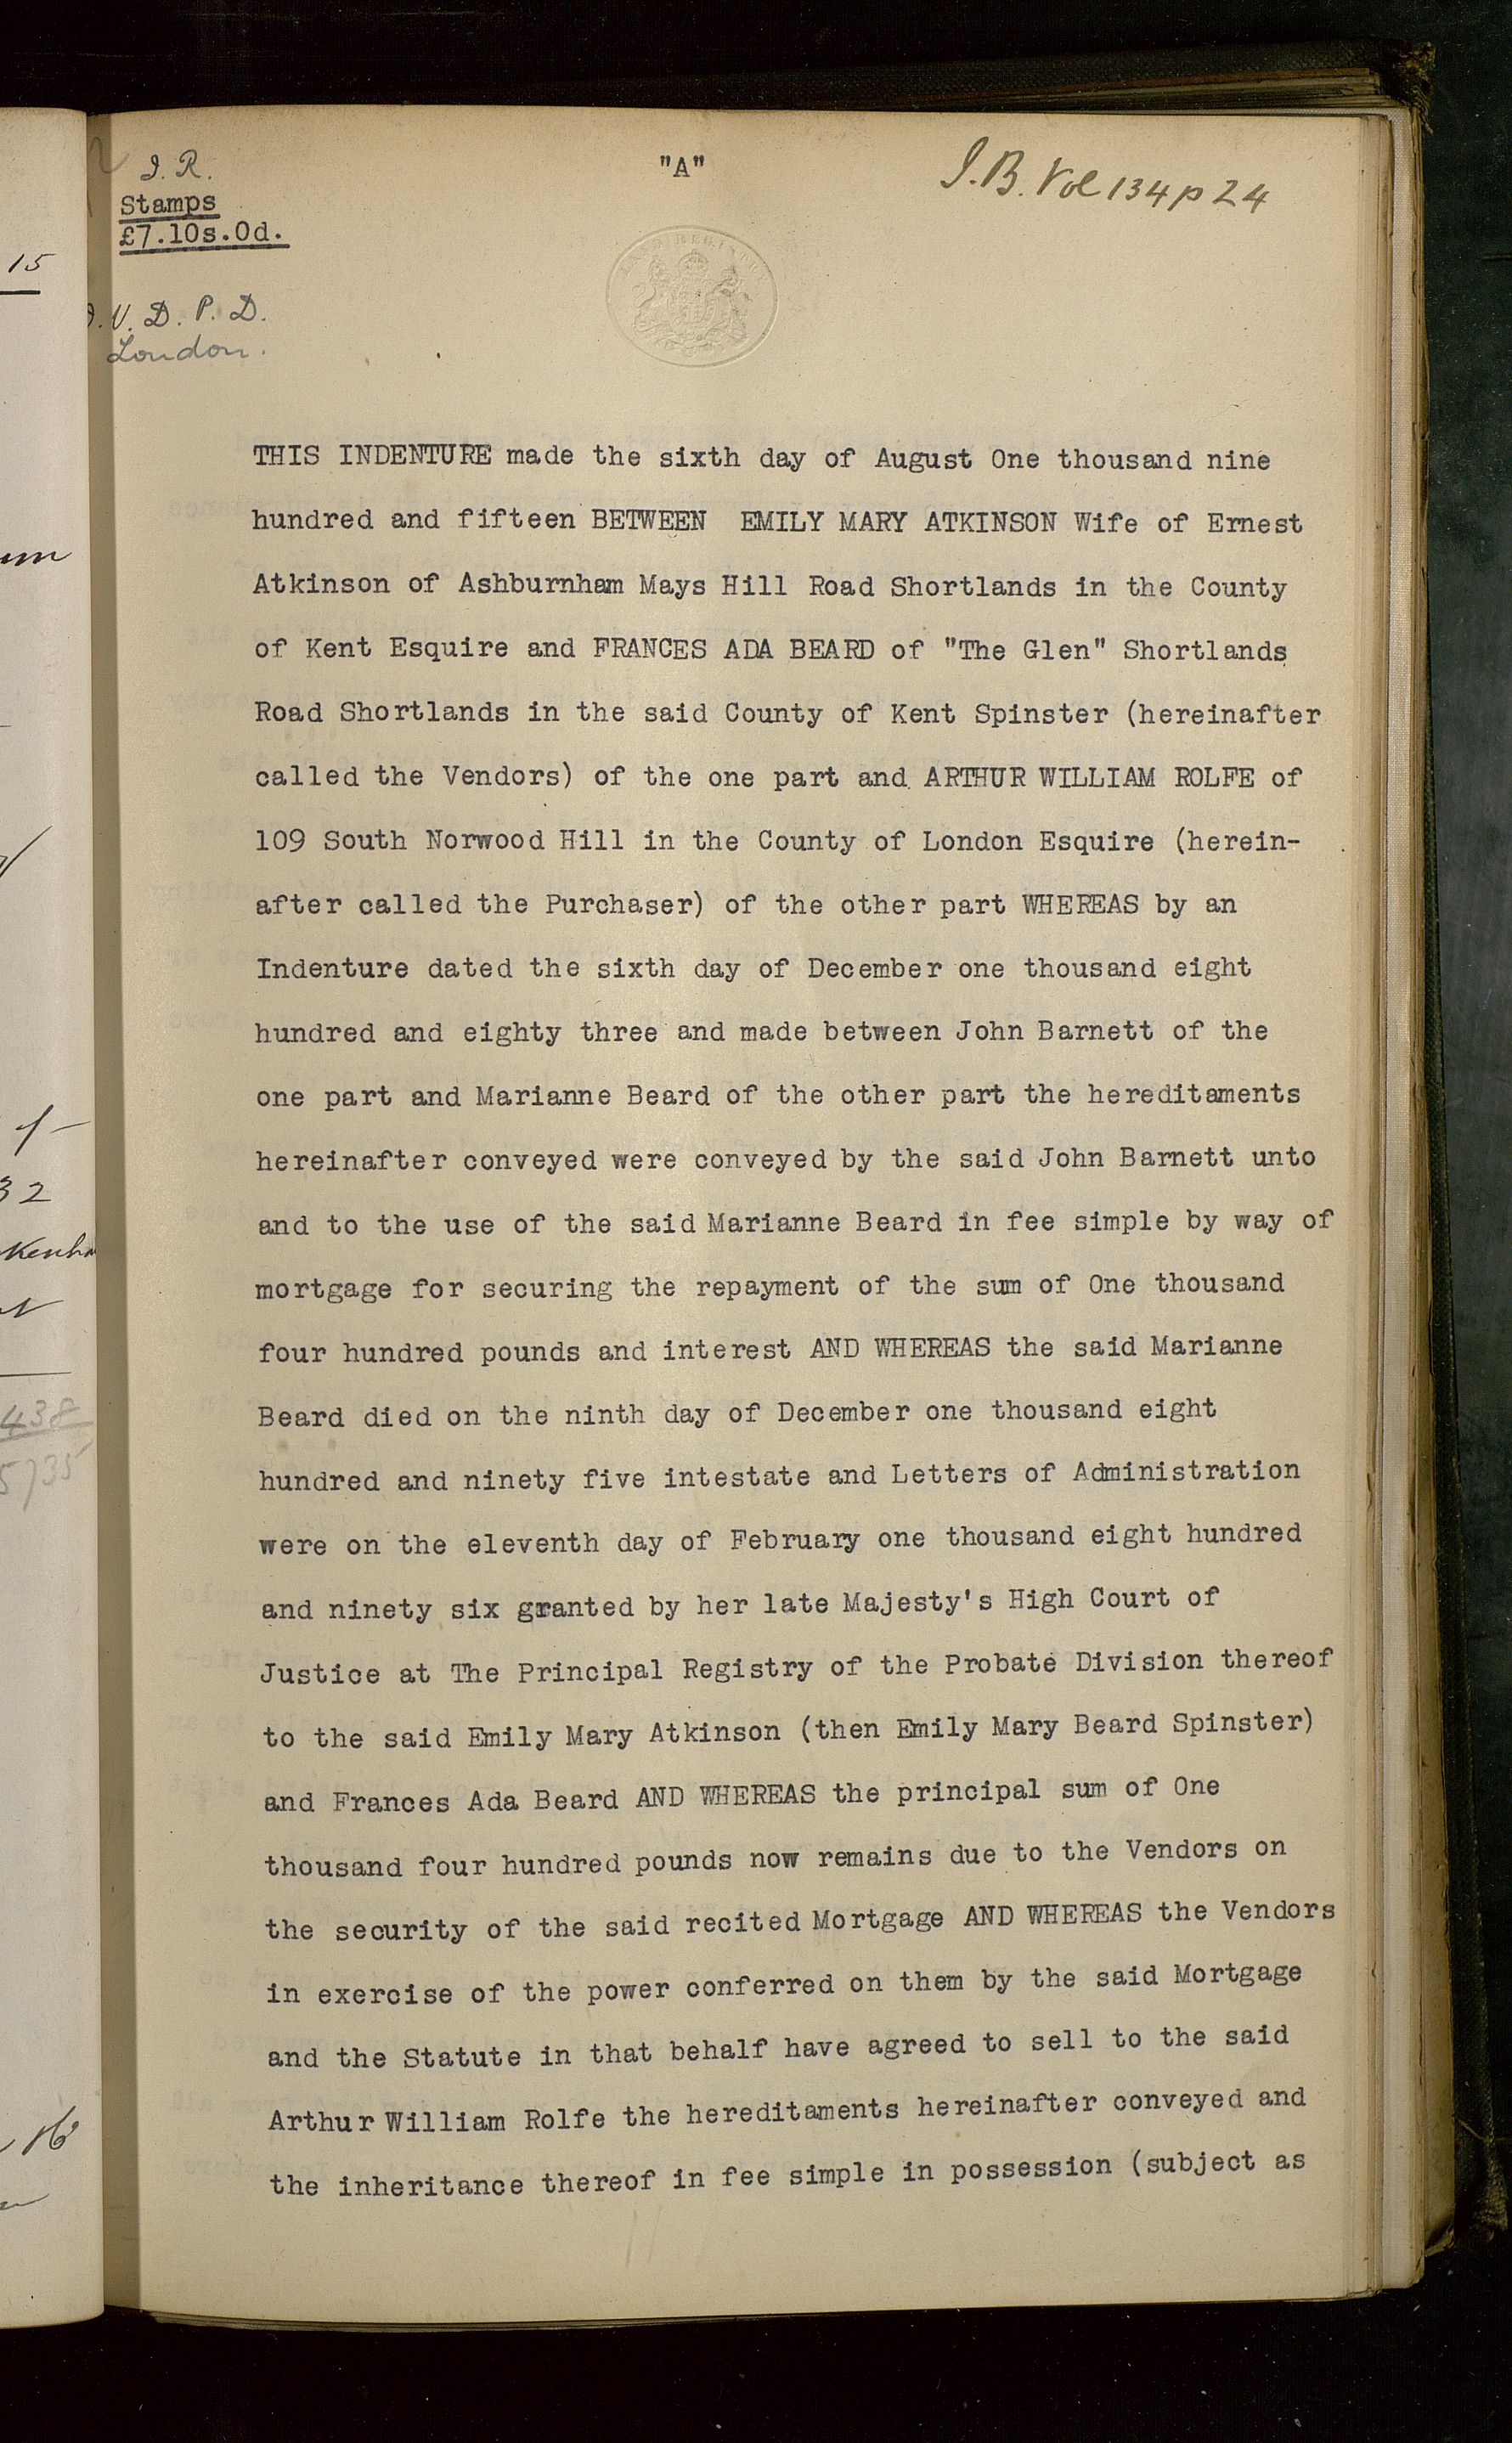 I. R.
Stamps
£7.10s.0d.
V. D. P. D.
London.
"A"
I.B. Vol 134 p 24
THIS INDENTURE made the sixth day of August One thousand nine
hundred and fifteen BETWEEN EMILY MARY ATKINSON Wife of Ernest
Atkinson of Ashburnham Mays Hill Road Shortlands in the County
of Kent Esquire and FRANCES ADA BEARD of "The Glen" Shortlands
Road Shortlands in the said County of Kent Spinster (hereinafter
called the Vendors) of the one part and ARTHUR WILLIAM ROLFE of
109 South Norwood Hill in the County of London Esquire (herein-
after called the Purchaser) of the other part WHEREAS by an
Indenture dated the sixth day of December one thousand eight
hundred and eighty three and made between John Barnett of the
one part and Marianne Beard of the other part the hereditaments
hereinafter conveyed were conveyed by the said John Barnett unto
and to the use of the said Marianne Beard in fee simple by way of
mortgage for securing the repayment of the sum of One thousand
four hundred pounds and interest AND WHEREAS the said Marianne
Beard died on the ninth day of December one thousand eight
hundred and ninety five intestate and Letters of Administration
were on the eleventh day of February one thousand eight hundred
and ninety six granted by her late Majesty's High Court of
Justice at The Principal Registry of the Probate Division thereof
to the said Emily Mary Atkinson (then Emily Mary Beard Spinster)
and Frances Ada Beard AND WHEREAS the principal sum of One
thousand four hundred pounds now remains due to the Vendors on
the security of the said recited Mortgage AND WHEREAS the Vendors
in exercise of the power conferred on them by the said Mortgage
and the Statute in that behalf have agreed to sell to the said
Arthur William Rolfe the hereditaments hereinafter conveyed and
the inheritance thereof in fee simple in possession (subject as
15
32
438